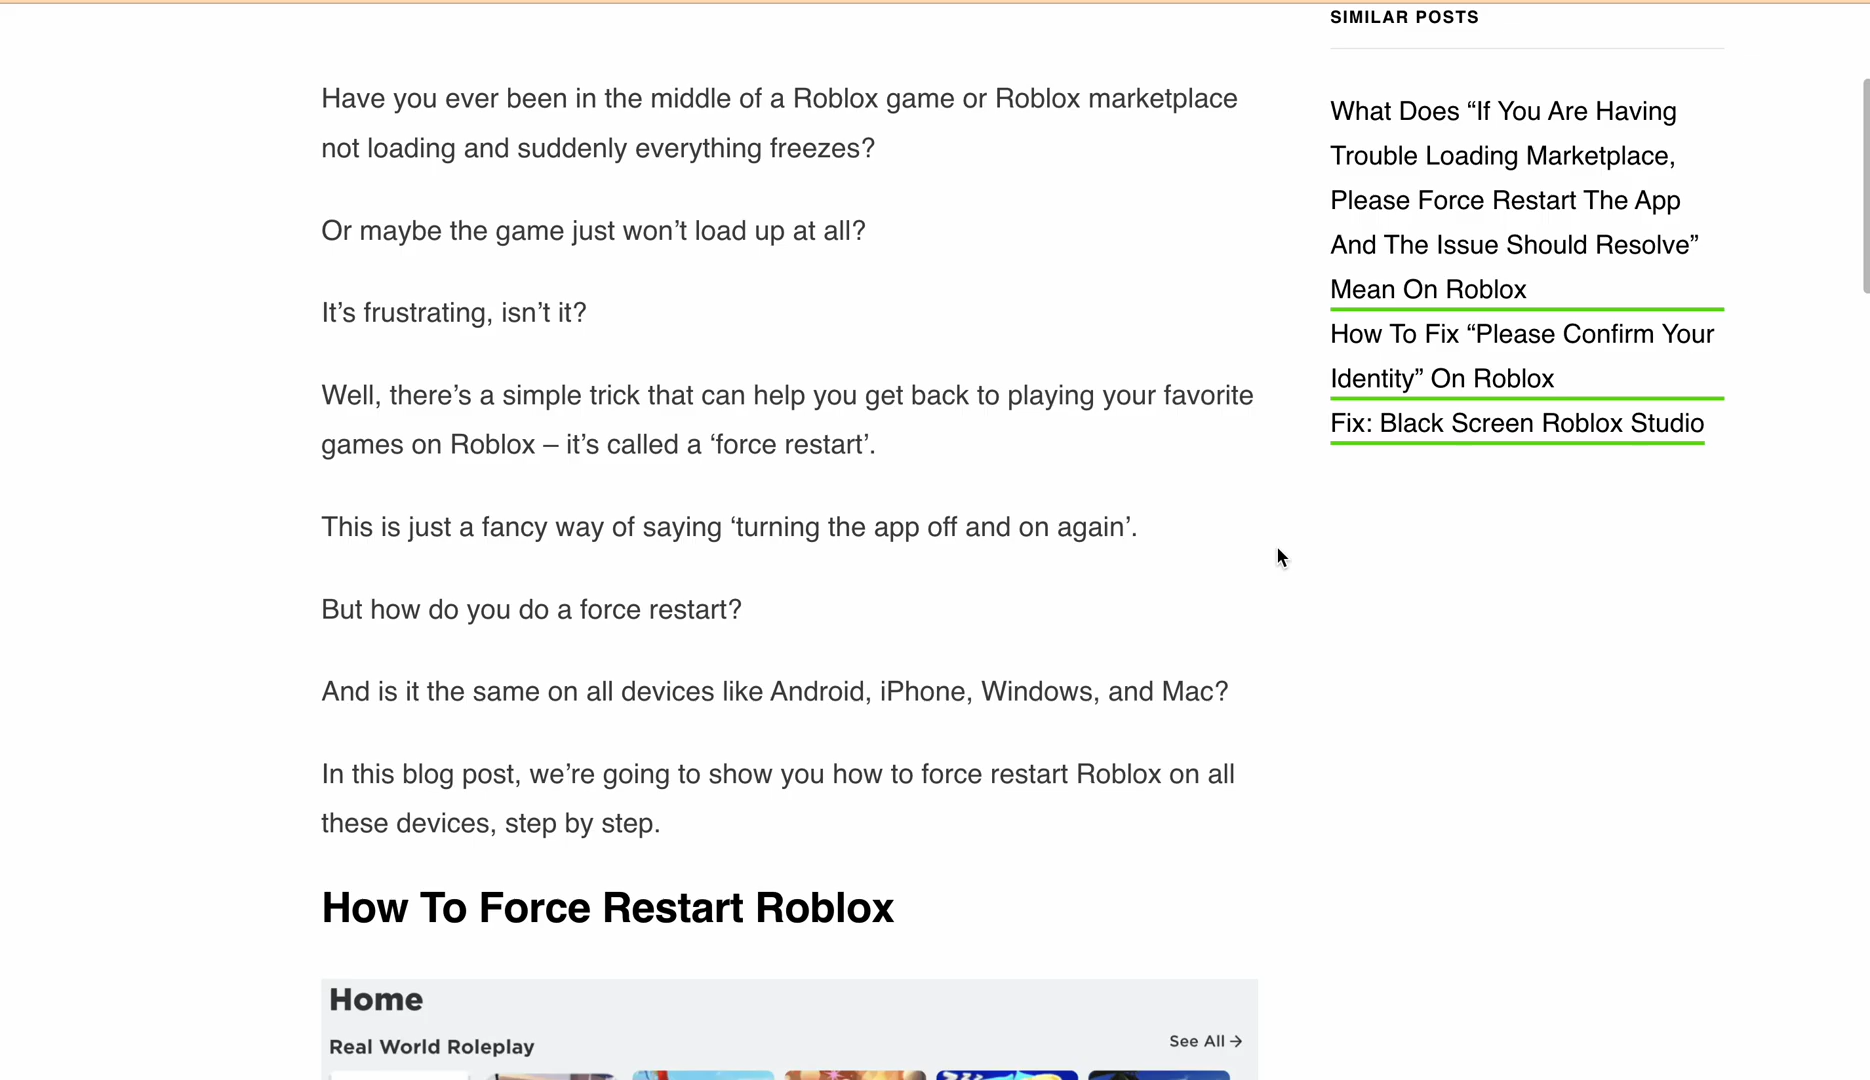 SIMILAR POSTS
Have you ever been in the middle of a Roblox game or Roblox marketplace
not loading and suddenly everything freezes?
Or maybe the game just won’t load up at all?
It’s frustrating, isn’t it?
Well, there’s a simple trick that can help you get back to playing your favorite
games on Roblox – it’s called a ‘force restart’.
This is just a fancy way of saying ‘turning the app off and on again’.
But how do you do a force restart?
And is it the same on all devices like Android, iPhone, Windows, and Mac?
In this blog post, we’re going to show you how to force restart Roblox on all
these devices, step by step.
How To Force Restart Roblox
Home
Real World Roleplay
See All →
What Does “If You Are Having
Trouble Loading Marketplace,
Please Force Restart The App
And The Issue Should Resolve”
Mean On Roblox
How To Fix “Please Confirm Your
Identity” On Roblox
Fix: Black Screen Roblox Studio